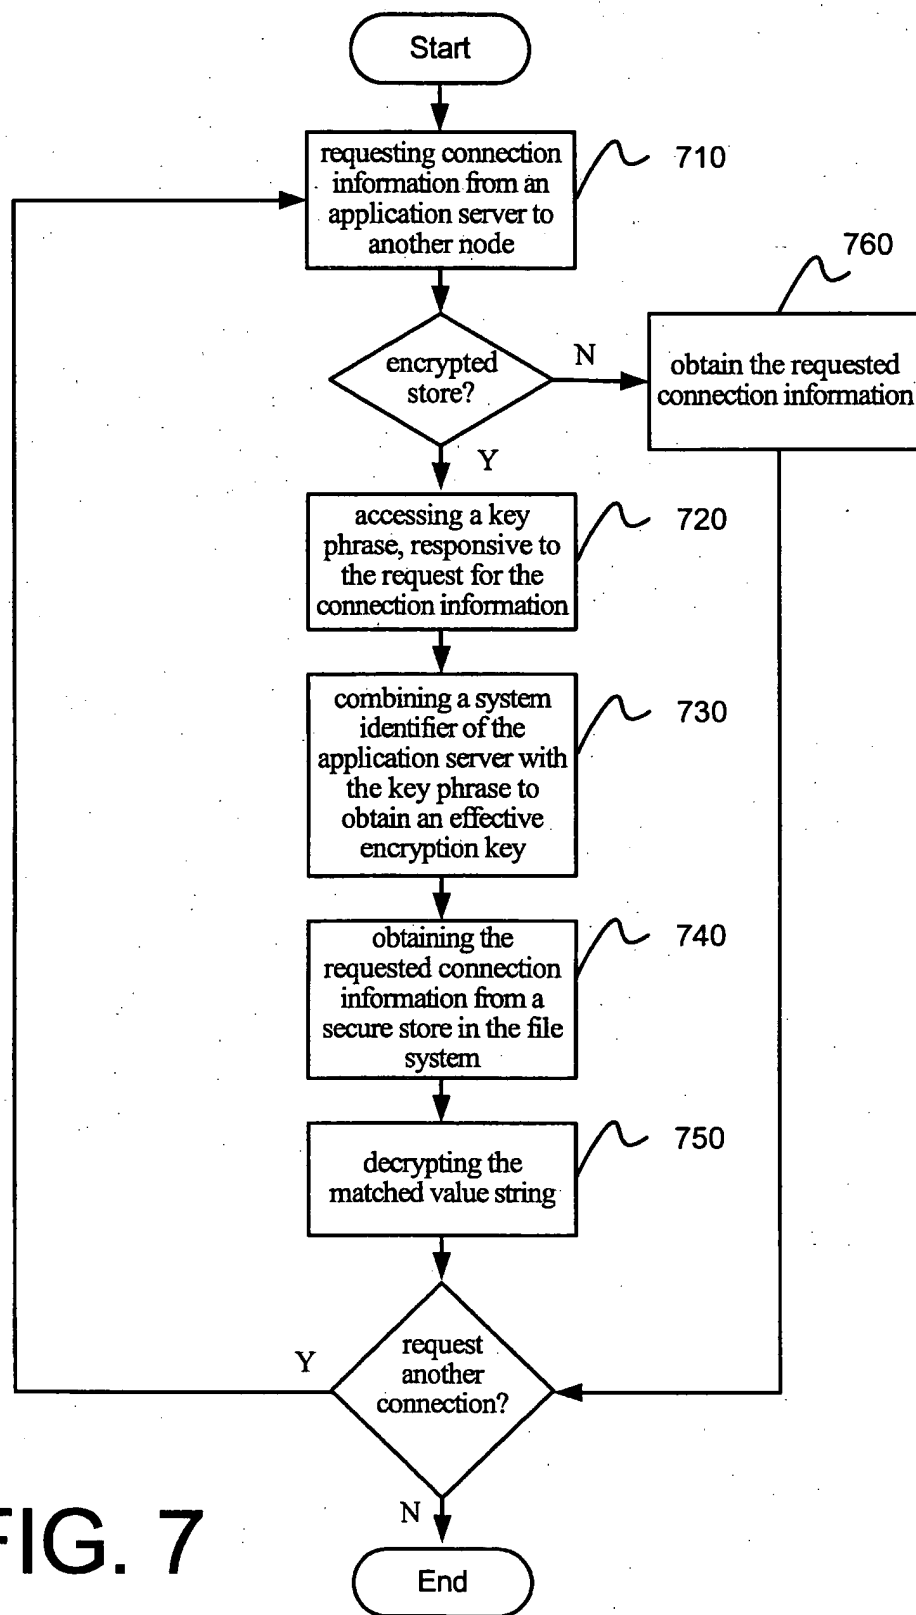 Start
requesting connection
information from an
application server to
another node
710
760
encrypted
store?
N
obtain the requested
connection information
Y
accessing a key
phrase, responsive to
the request for the
connection information
720
combining a system
identifier of the
application server with
the key phrase to
obtain an effective
encryption key
730
obtaining the
requested connection
information from a
secure store in the file
system
740
decrypting the
matched value string
750
request
another
connection?
Y
N
End
FIG. 7